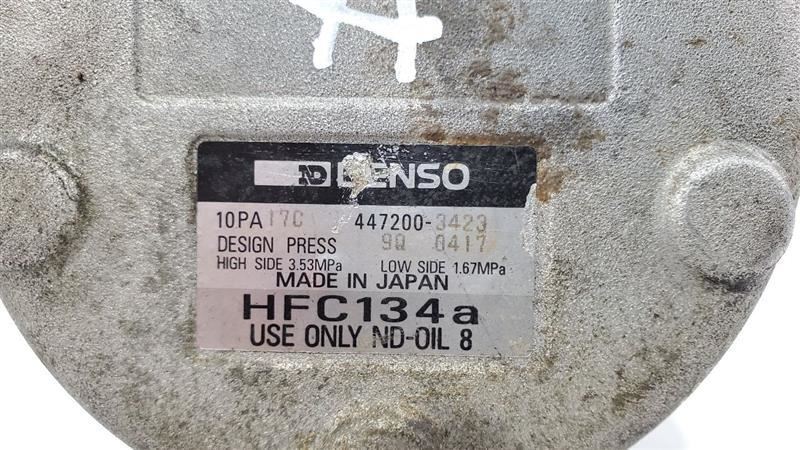 ND DENSO
10PA17C 447200-3423
DESIGN PRESS 9Q 0417
HIGH SIDE 3.53MPa LOW SIDE 1.67MPa
MADE IN JAPAN
HFC134a
USE ONLY ND-OIL 8